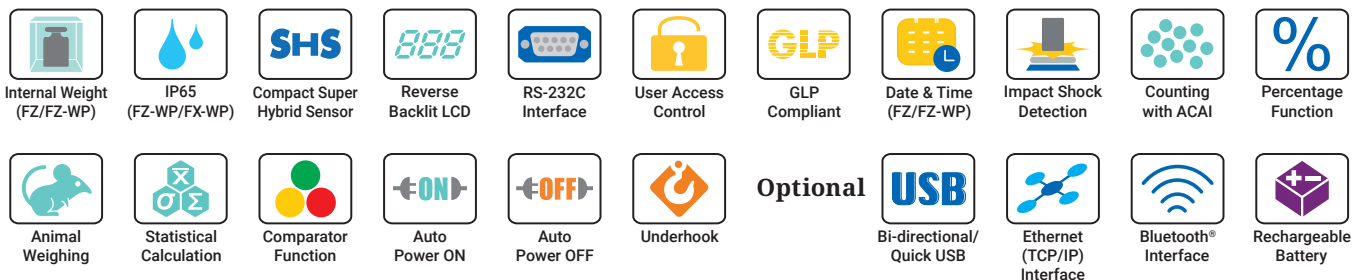 SHS
888
GLP
%
Internal Weight
(FZ/FZ-WP)
IP65
(FZ-WP/FX-WP)
Compact Super
Hybrid Sensor
Reverse
Backlit LCD
RS-232C
Interface
User Access
Control
GLP
Compliant
Date & Time
(FZ/FZ-WP)
Impact Shock
Detection
Counting
with ACAI
Percentage
Function
X̅
σ
Σ
ON
OFF
Optional
USB
Animal
Weighing
Statistical
Calculation
Comparator
Function
Auto
Power ON
Auto
Power OFF
Underhook
Bi-directional/
Quick USB
Ethernet
(TCP/IP)
Interface
Bluetooth®
Interface
Rechargeable
Battery